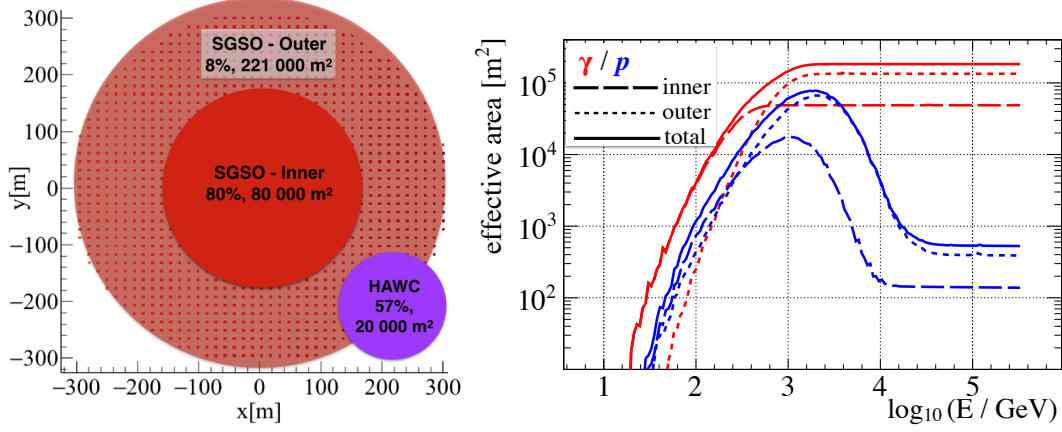 300
200
100
0
−100
−200
−300
y[m]
SGSO - Outer
8%, 221 000 m²
SGSO - Inner
80%, 80 000 m²
HAWC
57%,
20 000 m²
−300 −200 −100 0 100 200 300
x[m]
effective area [m²]
10⁵
10⁴
10³
10²
γ / p
inner
outer
total
1 2 3 4 5
log₁₀ (E / GeV)